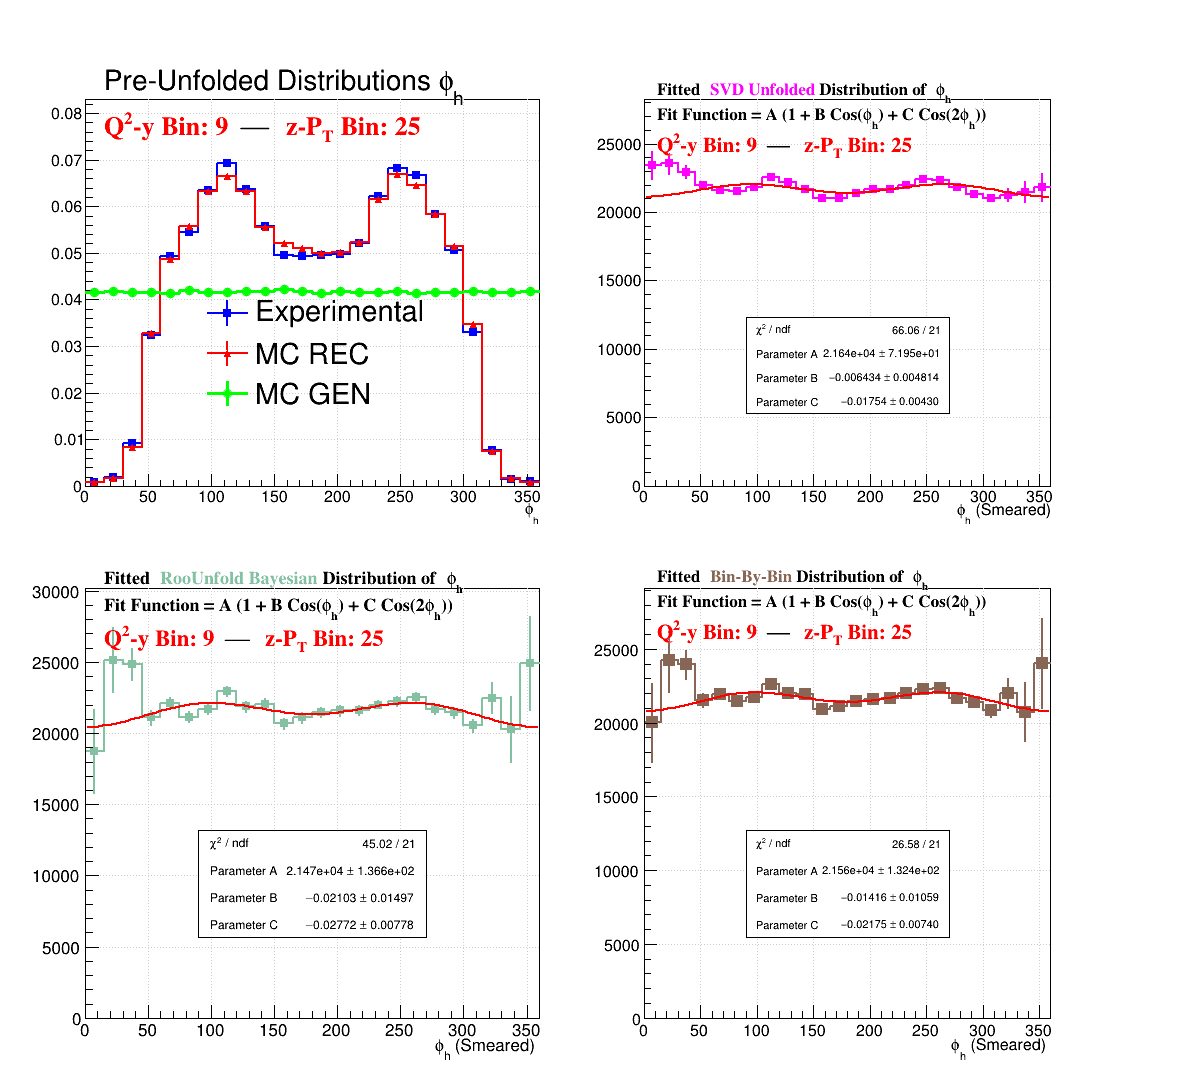 Pre-Unfolded Distributions ϕh
Q²-y Bin: 9 — z-PT Bin: 25
0.08
0.07
0.06
0.05
0.04
0.03
0.02
0.01
0
Experimental
MC REC
MC GEN
0 50 100 150 200 250 300 350
ϕh
Fitted SVD Unfolded Distribution of ϕh
Fit Function = A (1 + B Cos(ϕh) + C Cos(2ϕh))
Q²-y Bin: 9 — z-PT Bin: 25
25000
20000
15000
10000
5000
0
χ² / ndf 66.06 / 21
Parameter A 2.164e+04 ± 7.195e+01
Parameter B −0.006434 ± 0.004814
Parameter C −0.01754 ± 0.00430
0 50 100 150 200 250 300 350
ϕh (Smeared)
Fitted RooUnfold Bayesian Distribution of ϕh
Fit Function = A (1 + B Cos(ϕh) + C Cos(2ϕh))
Q²-y Bin: 9 — z-PT Bin: 25
30000
25000
20000
15000
10000
5000
0
χ² / ndf 45.02 / 21
Parameter A 2.147e+04 ± 1.366e+02
Parameter B −0.02103 ± 0.01497
Parameter C −0.02772 ± 0.00778
0 50 100 150 200 250 300 350
ϕh (Smeared)
Fitted Bin-By-Bin Distribution of ϕh
Fit Function = A (1 + B Cos(ϕh) + C Cos(2ϕh))
Q²-y Bin: 9 — z-PT Bin: 25
25000
20000
15000
10000
5000
0
χ² / ndf 26.58 / 21
Parameter A 2.156e+04 ± 1.324e+02
Parameter B −0.01416 ± 0.01059
Parameter C −0.02175 ± 0.00740
0 50 100 150 200 250 300 350
ϕh (Smeared)